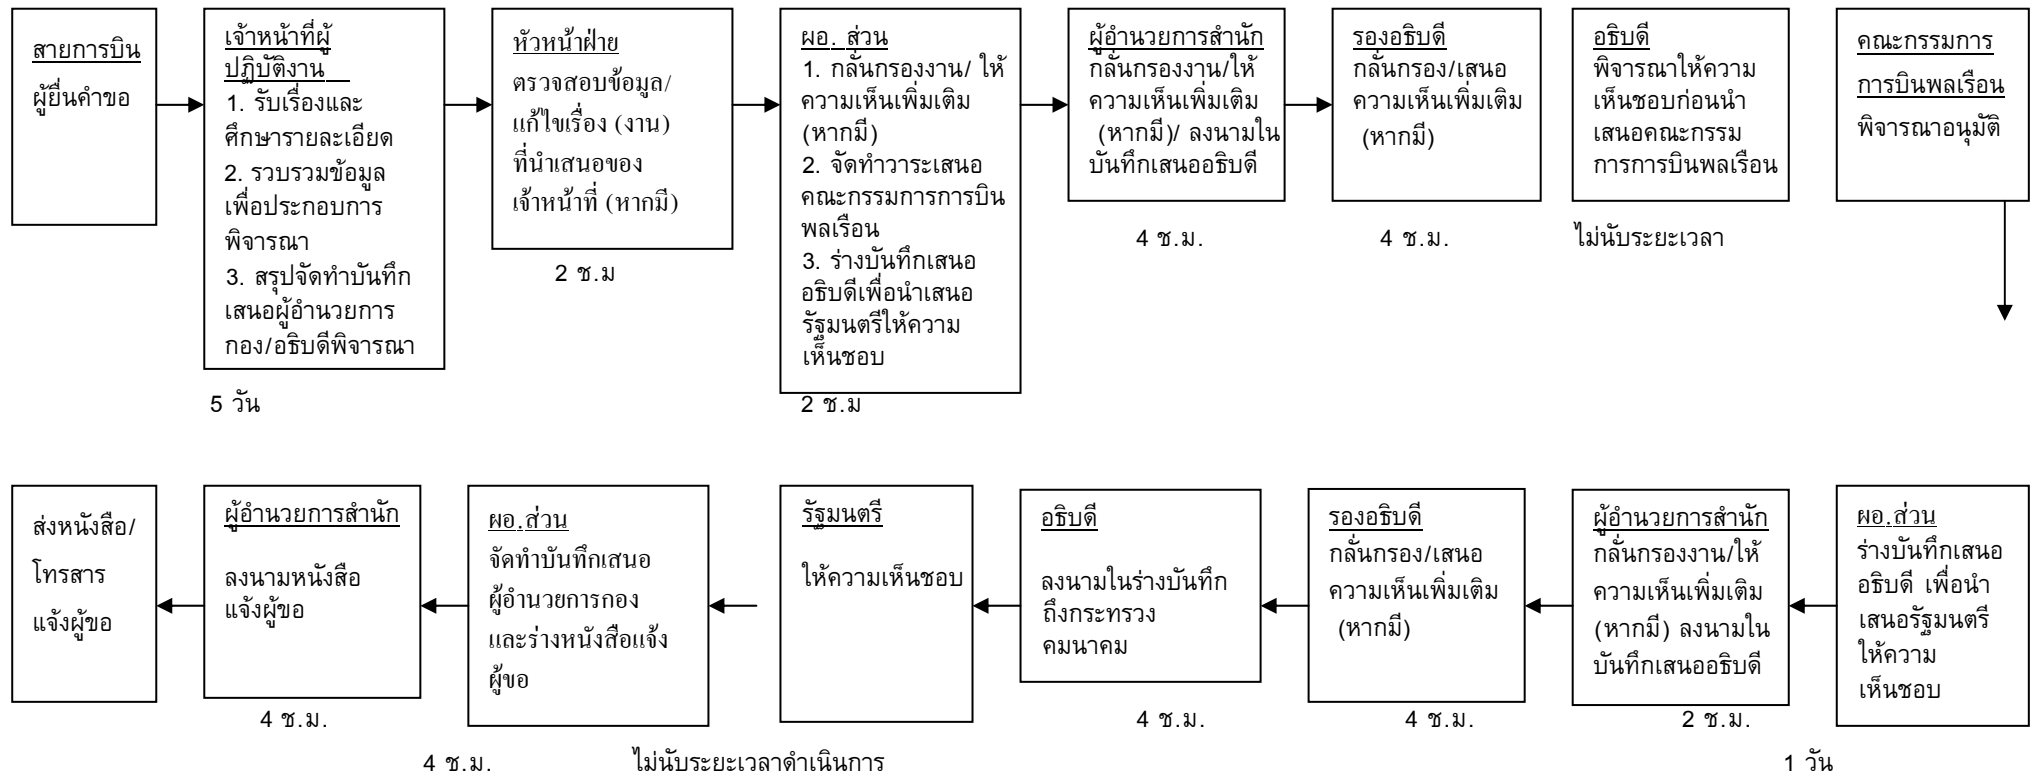 สายการบิน
ผู้ยื่นคำขอ
เจ้าหน้าที่ผู้
ปฏิบัติงาน
1. รับเรื่องและ
ศึกษารายละเอียด
2. รวบรวมข้อมูล
เพื่อประกอบการ
พิจารณา
3. สรุปจัดทำบันทึก
เสนอผู้อำนวยการ
กอง/อธิบดีพิจารณา
5 วัน
หัวหน้าฝ่าย
ตรวจสอบข้อมูล/
แก้ไขเรื่อง (งาน)
ที่นำเสนอของ
เจ้าหน้าที่ (หากมี)
2 ช.ม
ผอ. ส่วน
1. กลั่นกรองงาน/ ให้
ความเห็นเพิ่มเติม
(หากมี)
2. จัดทำวาระเสนอ
คณะกรรมการการบิน
พลเรือน
3. ร่างบันทึกเสนอ
อธิบดีเพื่อนำเสนอ
รัฐมนตรีให้ความ
เห็นชอบ
2 ช.ม
ผู้อำนวยการสำนัก
กลั่นกรองงาน/ให้
ความเห็นเพิ่มเติม
(หากมี)/ ลงนามใน
บันทึกเสนออธิบดี
4 ช.ม.
รองอธิบดี
กลั่นกรอง/เสนอ
ความเห็นเพิ่มเติม
(หากมี)
4 ช.ม.
อธิบดี
พิจารณาให้ความ
เห็นชอบก่อนนำ
เสนอคณะกรรม
การการบินพลเรือน
ไม่นับระยะเวลา
คณะกรรมการ
การบินพลเรือน
พิจารณาอนุมัติ
ผอ.ส่วน
ร่างบันทึกเสนอ
อธิบดี เพื่อนำ
เสนอรัฐมนตรี
ให้ความ
เห็นชอบ
1 วัน
ผู้อำนวยการสำนัก
กลั่นกรองงาน/ให้
ความเห็นเพิ่มเติม
(หากมี) ลงนามใน
บันทึกเสนออธิบดี
2 ช.ม.
รองอธิบดี
กลั่นกรอง/เสนอ
ความเห็นเพิ่มเติม
(หากมี)
4 ช.ม.
อธิบดี
ลงนามในร่างบันทึก
ถึงกระทรวง
คมนาคม
4 ช.ม.
รัฐมนตรี
ให้ความเห็นชอบ
ไม่นับระยะเวลาดำเนินการ
ผอ.ส่วน
จัดทำบันทึกเสนอ
ผู้อำนวยการกอง
และร่างหนังสือแจ้ง
ผู้ขอ
4 ช.ม.
ผู้อำนวยการสำนัก
ลงนามหนังสือ
แจ้งผู้ขอ
4 ช.ม.
ส่งหนังสือ/
โทรสาร
แจ้งผู้ขอ